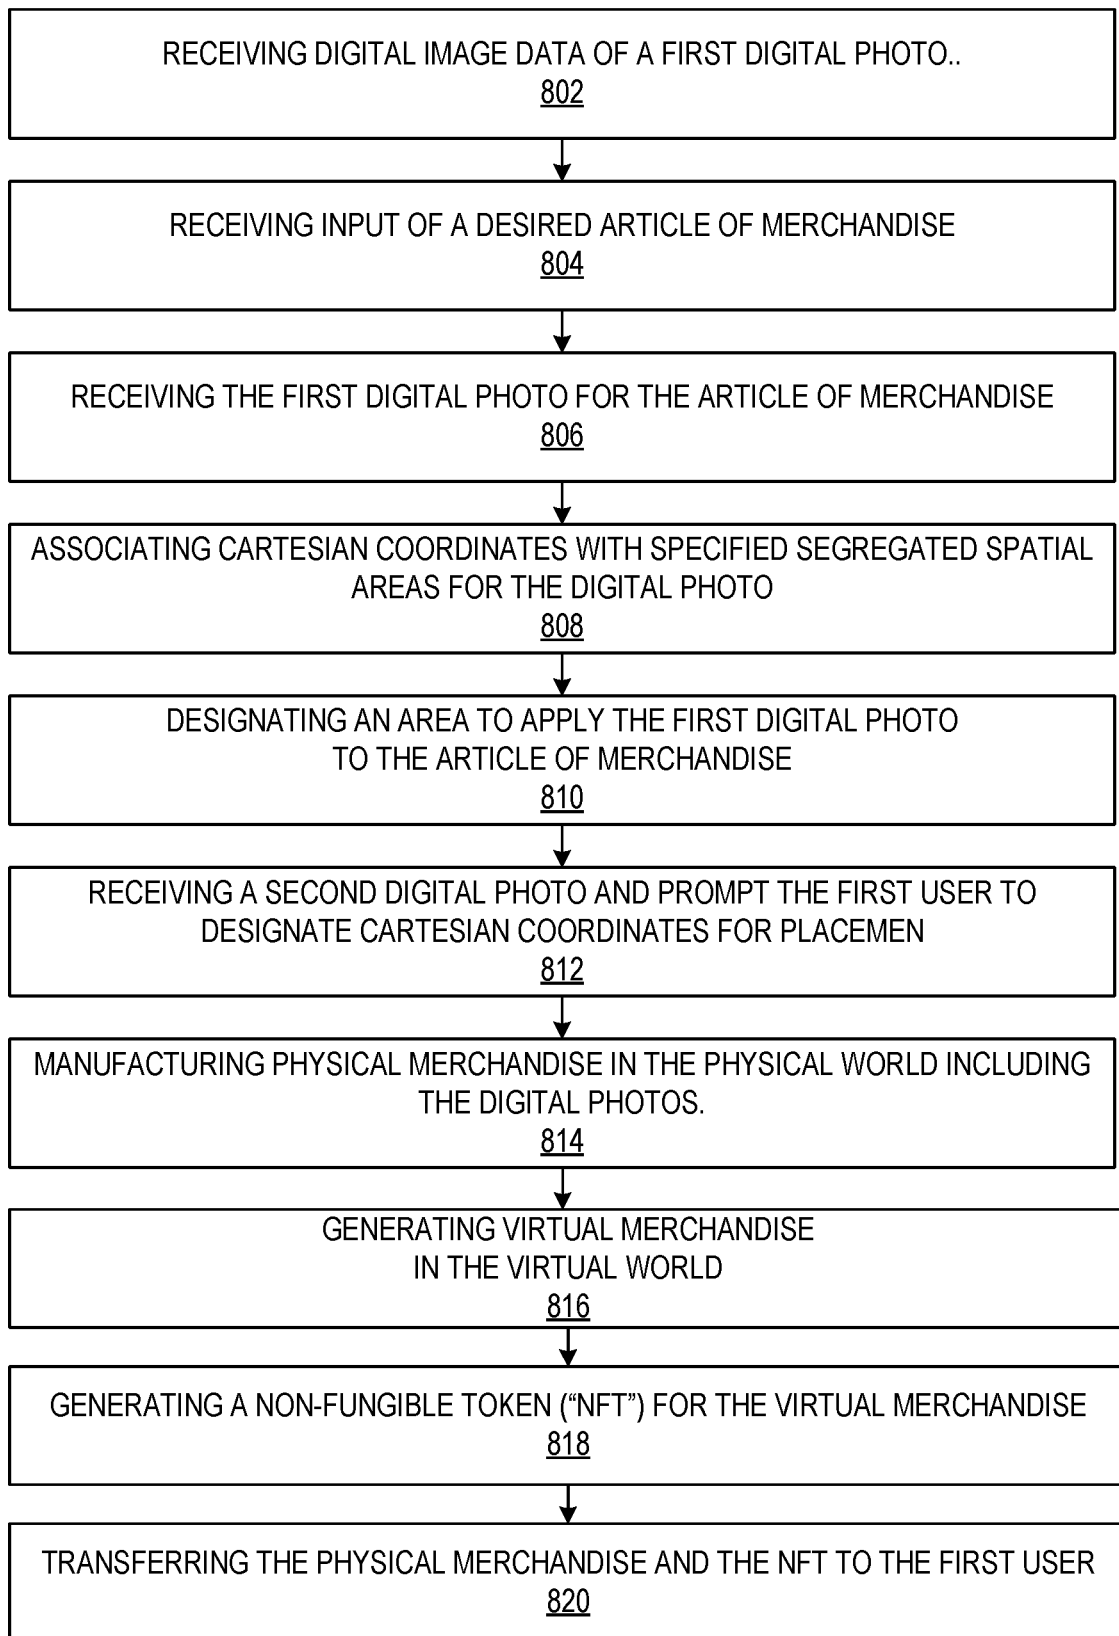 RECEIVING DIGITAL IMAGE DATA OF A FIRST DIGITAL PHOTO..
802
RECEIVING INPUT OF A DESIRED ARTICLE OF MERCHANDISE
804
RECEIVING THE FIRST DIGITAL PHOTO FOR THE ARTICLE OF MERCHANDISE
806
ASSOCIATING CARTESIAN COORDINATES WITH SPECIFIED SEGREGATED SPATIAL
AREAS FOR THE DIGITAL PHOTO
808
DESIGNATING AN AREA TO APPLY THE FIRST DIGITAL PHOTO
TO THE ARTICLE OF MERCHANDISE
810
RECEIVING A SECOND DIGITAL PHOTO AND PROMPT THE FIRST USER TO
DESIGNATE CARTESIAN COORDINATES FOR PLACEMEN
812
MANUFACTURING PHYSICAL MERCHANDISE IN THE PHYSICAL WORLD INCLUDING
THE DIGITAL PHOTOS.
814
GENERATING VIRTUAL MERCHANDISE
IN THE VIRTUAL WORLD
816
GENERATING A NON-FUNGIBLE TOKEN (“NFT”) FOR THE VIRTUAL MERCHANDISE
818
TRANSFERRING THE PHYSICAL MERCHANDISE AND THE NFT TO THE FIRST USER
820